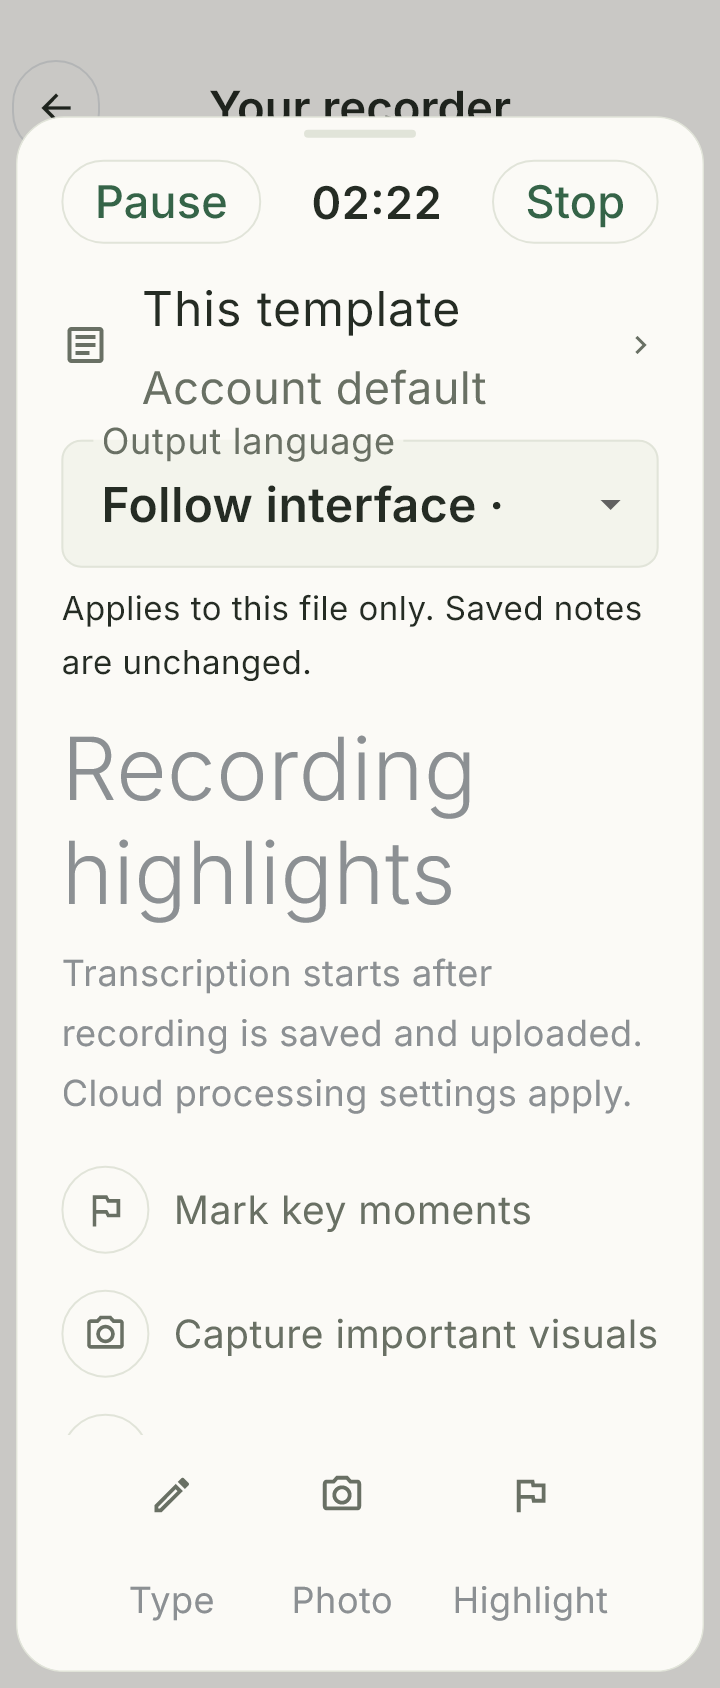 Your recorder
Pause
02:22
Stop
This template
Account default
Output language
Follow interface ·
Applies to this file only. Saved notes
are unchanged.
Recording
highlights
Transcription starts after
recording is saved and uploaded.
Cloud processing settings apply.
Mark key moments
Capture important visuals
Type
Photo
Highlight